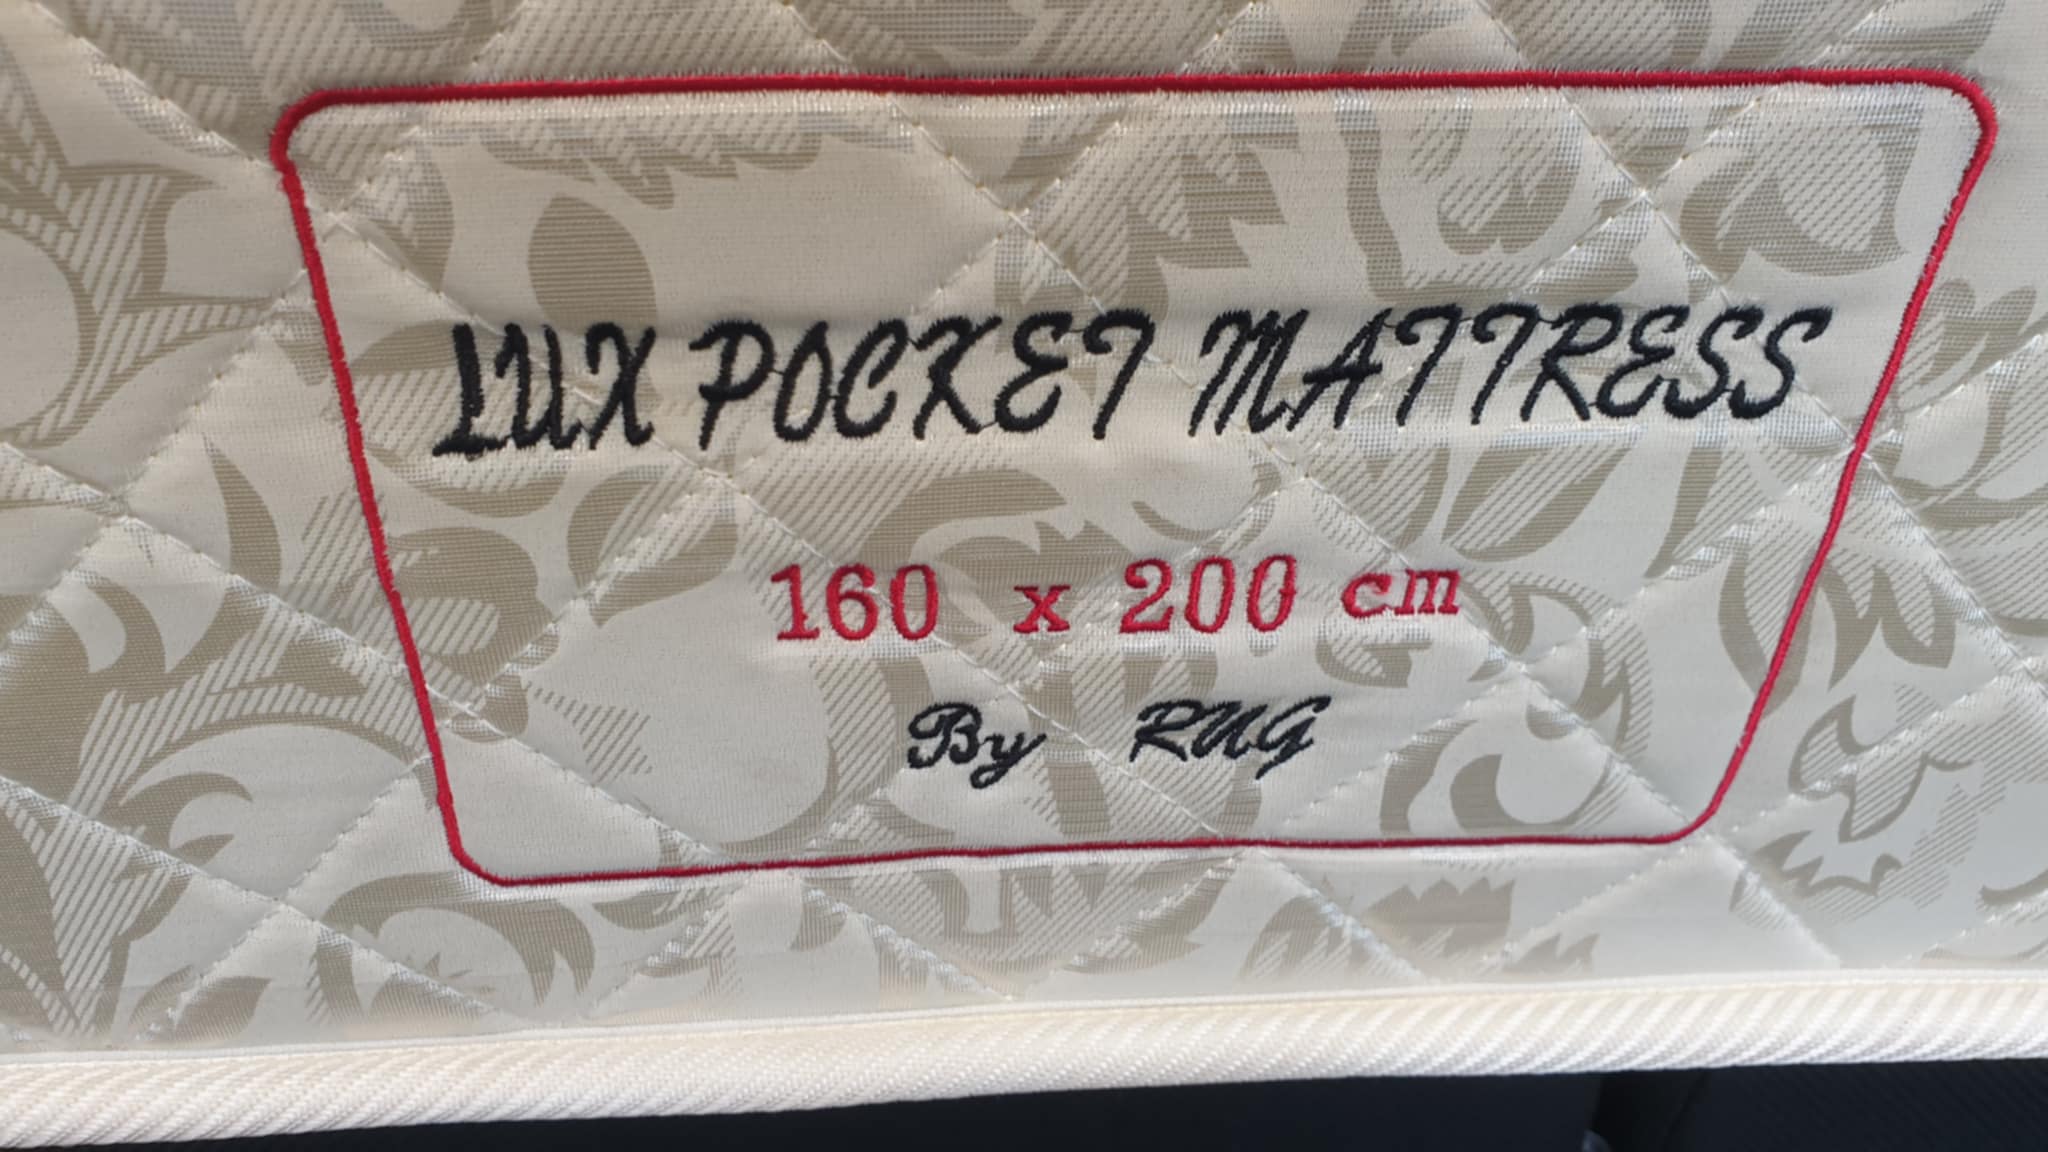 LUX POCKET MATTRESS
160 x 200 cm
By RUG